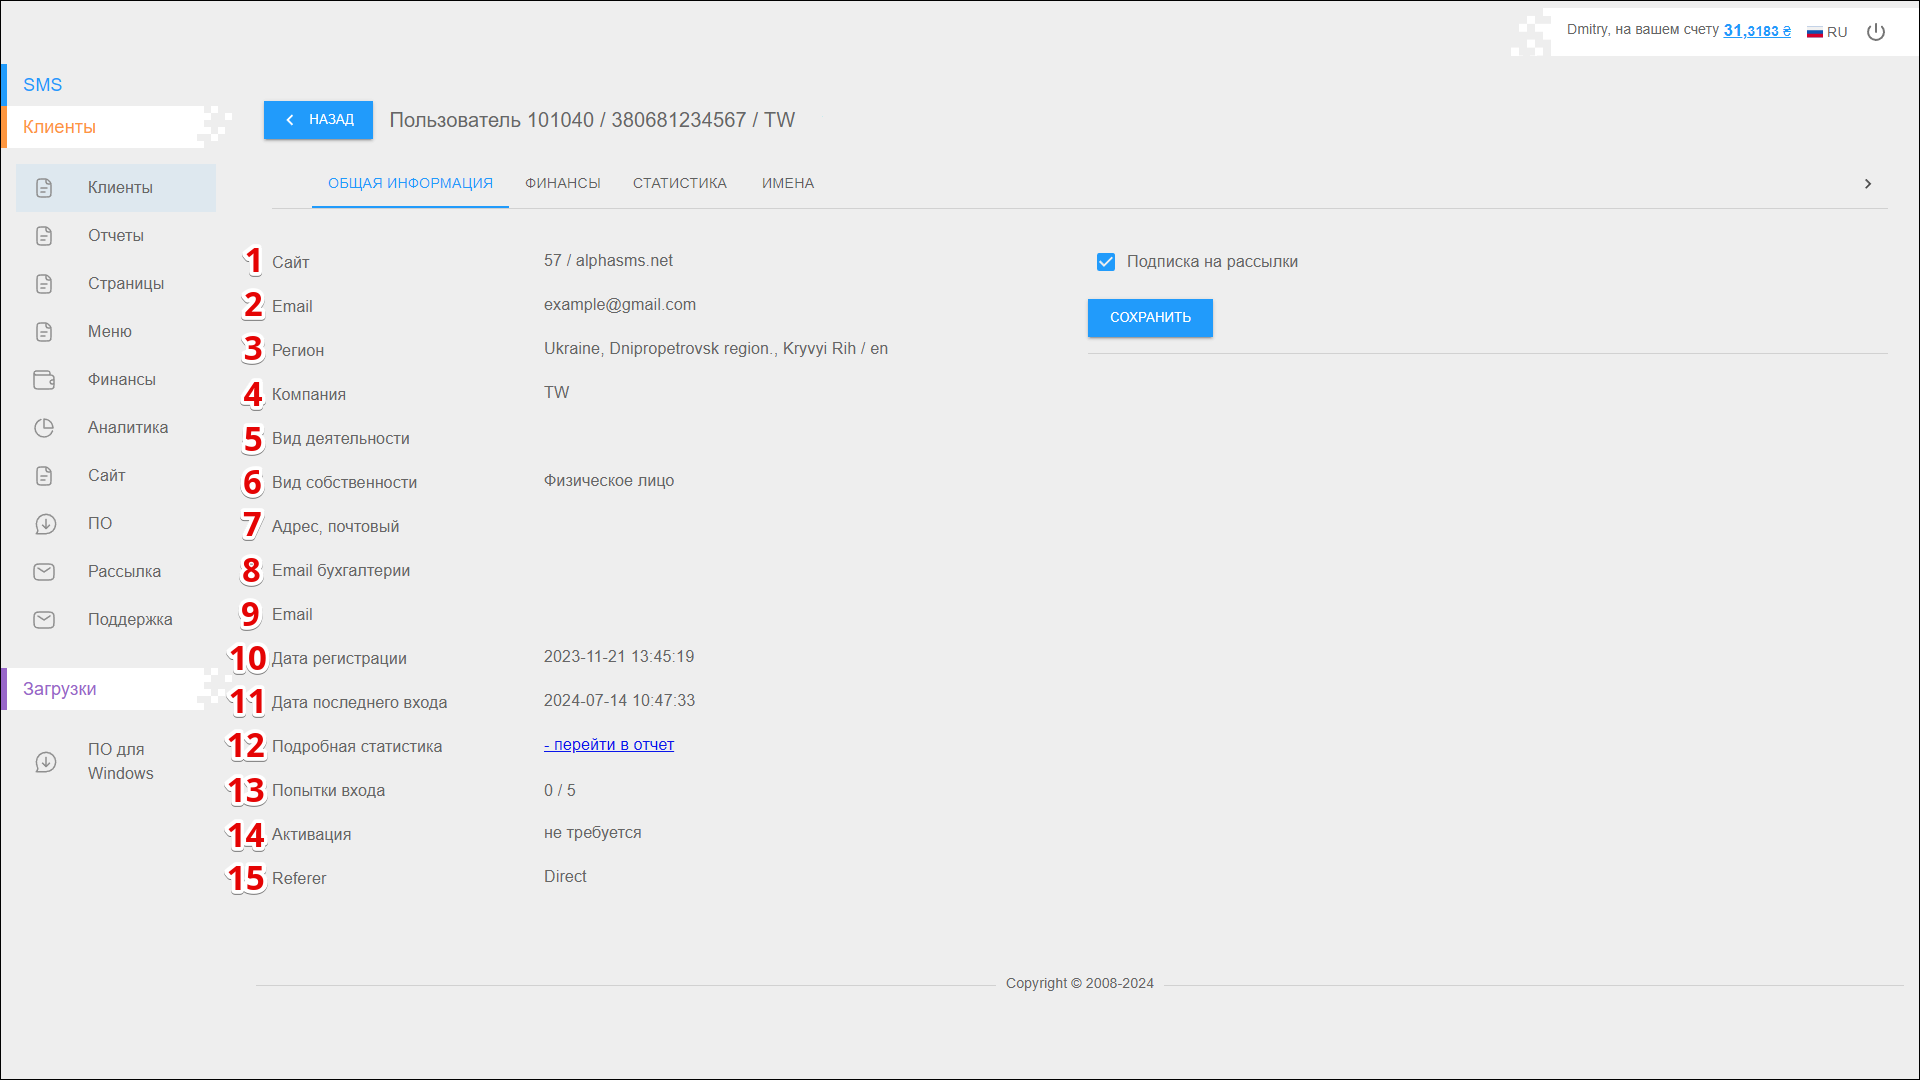 Dmitry, на вашем счету 31,3183 ₴ RU
SMS
Клиенты
НАЗАД Пользователь 101040 / 380681234567 / TW
Клиенты
Отчеты
Страницы
Меню
Финансы
Аналитика
Сайт
ПО
Рассылка
Поддержка
Загрузки
ПО для
Windows
ОБЩАЯ ИНФОРМАЦИЯ ФИНАНСЫ СТАТИСТИКА ИМЕНА
1 Сайт 57 / alphasms.net
2 Email example@gmail.com
3 Регион Ukraine, Dnipropetrovsk region., Kryvyi Rih / en
4 Компания TW
5 Вид деятельности
6 Вид собственности Физическое лицо
7 Адрес, почтовый
8 Email бухгалтерии
9 Email
10 Дата регистрации 2023-11-21 13:45:19
11 Дата последнего входа 2024-07-14 10:47:33
12 Подробная статистика - перейти в отчет
13 Попытки входа 0 / 5
14 Активация не требуется
15 Referer Direct
Подписка на рассылки
СОХРАНИТЬ
Copyright © 2008-2024